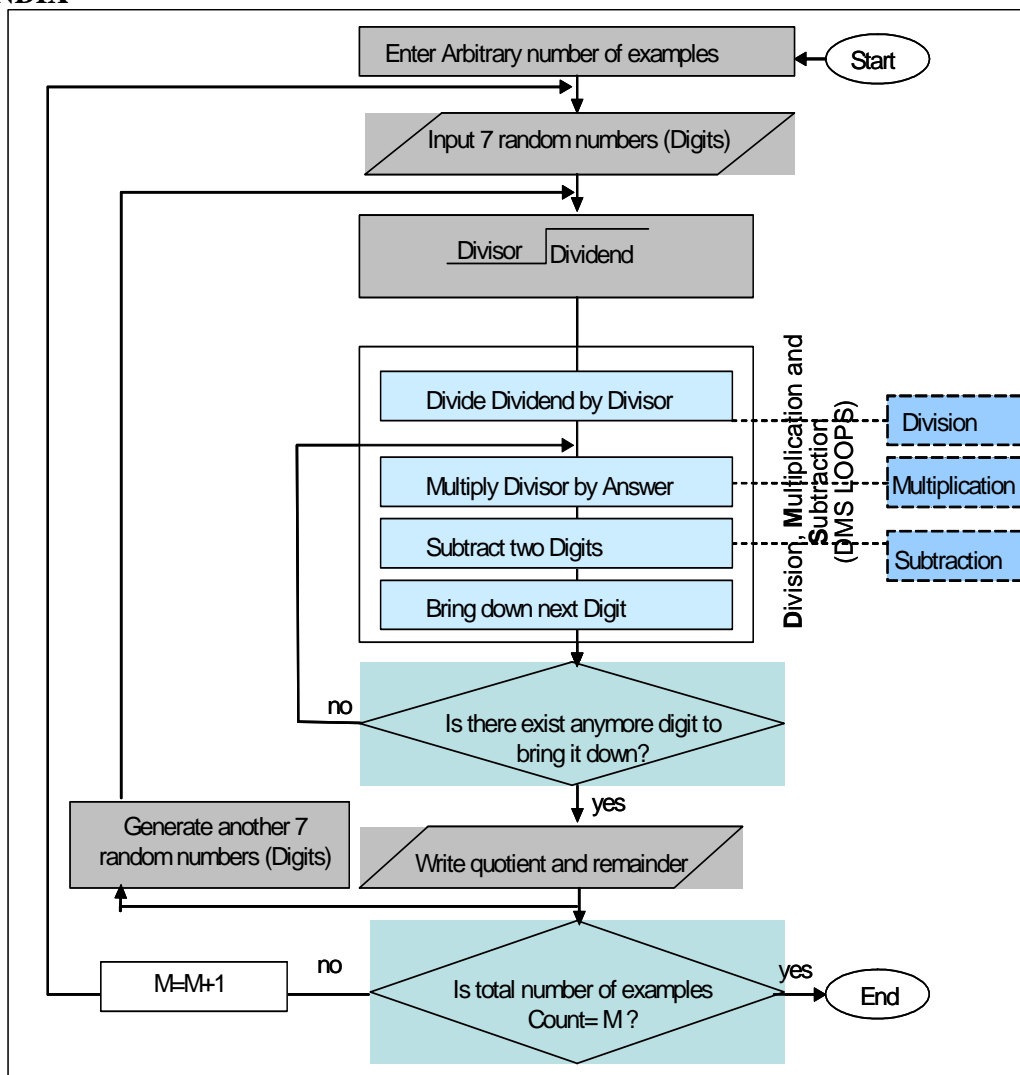 NDIX
Enter Arbitrary number of examples
Start
Input 7 random numbers (Digits)
Divisor
Dividend
Divide Dividend by Divisor
Multiply Divisor by Answer
Subtract two Digits
Bring down next Digit
Division, Multiplication and
Subtraction
(DMS LOOPS)
Division
Multiplication
Subtraction
no
Is there exist anymore digit to
bring it down?
yes
Generate another 7
random numbers (Digits)
Write quotient and remainder
M=M+1
no
Is total number of examples
Count= M ?
yes
End